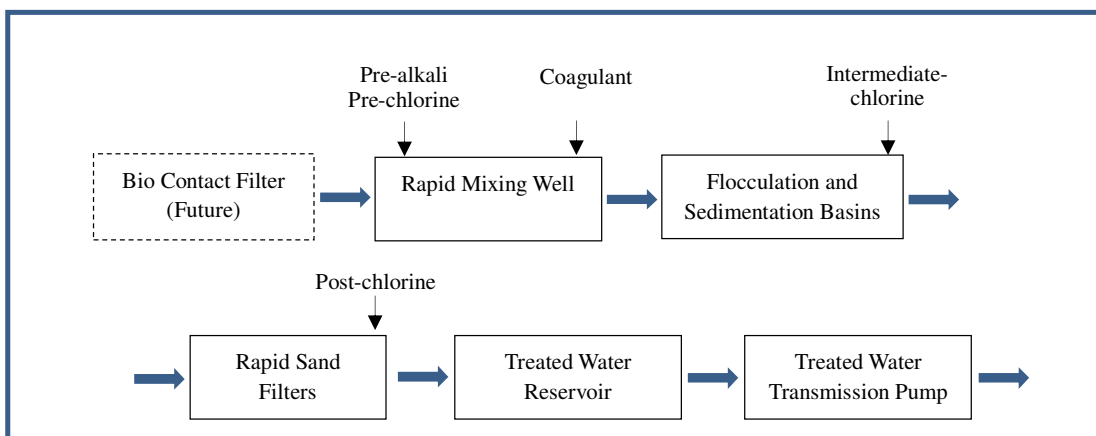 Pre-alkali
Pre-chlorine
Coagulant
Intermediate-
chlorine
Bio Contact Filter
(Future)
Rapid Mixing Well
Flocculation and
Sedimentation Basins
Post-chlorine
Rapid Sand
Filters
Treated Water
Reservoir
Treated Water
Transmission Pump